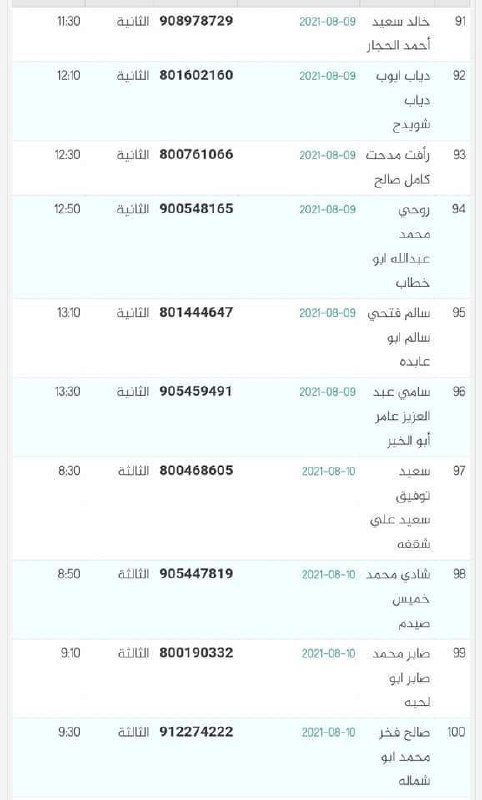 91 خالد سعيد 2021-08-09 908978729 الثانية 11:30
أحمد الحجار
92 دياب ايوب 2021-08-09 801602160 الثانية 12:10
دياب
شويدح
93 رأفت مدحت 2021-08-09 800761066 الثانية 12:30
كامل صالح
94 روحي 2021-08-09 900548165 الثانية 12:50
محمد
عبدالله ابو
خطاب
95 سالم فتحي 2021-08-09 801444647 الثانية 13:10
سالم ابو
عابده
96 سامي عبد 2021-08-09 905459491 الثانية 13:30
العزيز عامر
أبو الخير
97 سعيد 2021-08-10 800468605 الثالثة 8:30
توفيق
سعيد علي
شقفه
98 شادي محمد 2021-08-10 905447819 الثالثة 8:50
خميس
صيدم
99 صابر محمد 2021-08-10 800190332 الثالثة 9:10
صابر ابو
لحيه
100 صالح فخر 2021-08-10 912274222 الثالثة 9:30
محمد ابو
شماله